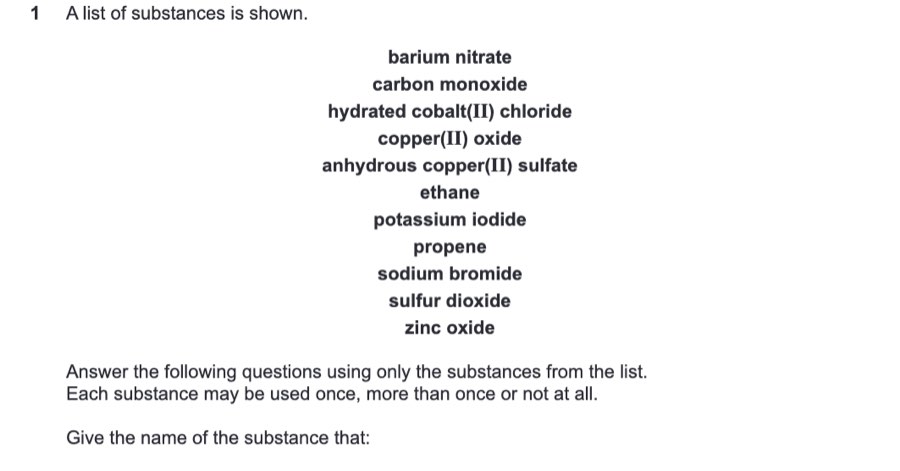 1 A list of substances is shown.
barium nitrate
carbon monoxide
hydrated cobalt(II) chloride
copper(II) oxide
anhydrous copper(II) sulfate
ethane
potassium iodide
propene
sodium bromide
sulfur dioxide
zinc oxide
Answer the following questions using only the substances from the list.
Each substance may be used once, more than once or not at all.
Give the name of the substance that: